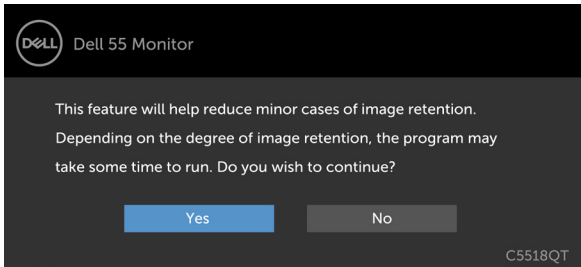 DELL Dell 55 Monitor
This feature will help reduce minor cases of image retention.
Depending on the degree of image retention, the program may
take some time to run. Do you wish to continue?
Yes No
C5518QT